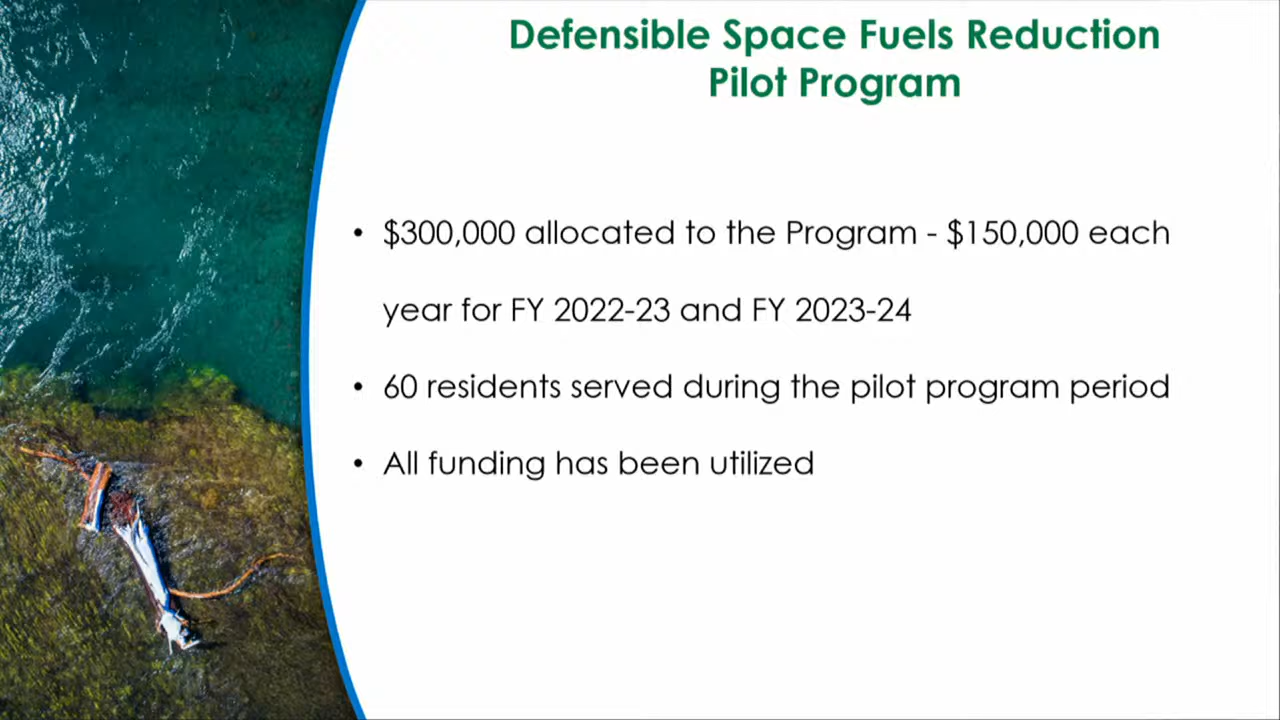 Defensible Space Fuels Reduction
Pilot Program
• $300,000 allocated to the Program - $150,000 each
year for FY 2022-23 and FY 2023-24
• 60 residents served during the pilot program period
• All funding has been utilized